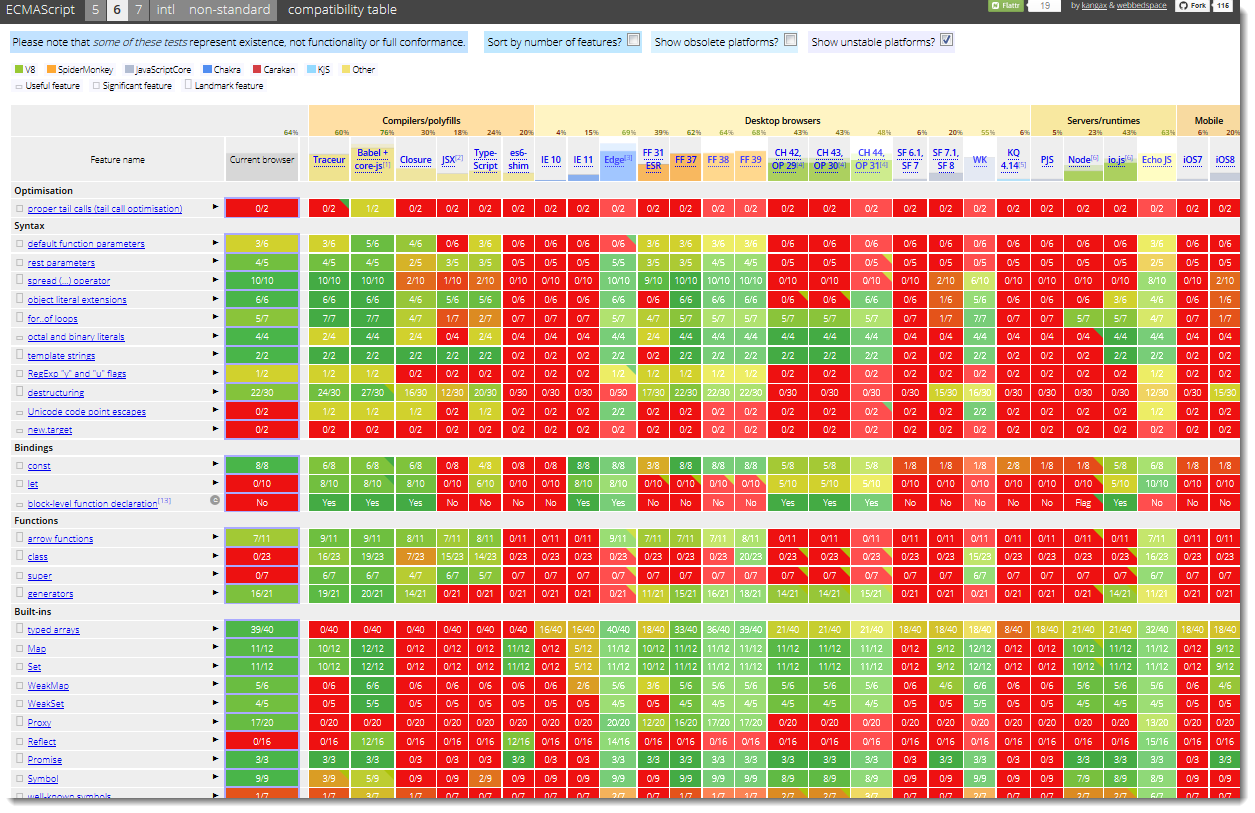 ECMAScript 5 6 7 intl non-standard compatibility table
Flattr 19 by kangax & webbedspace Fork 116
Please note that some of these tests represent existence, not functionality or full conformance. Sort by number of features? Show obsolete platforms? Show unstable platforms?
V8 SpiderMonkey JavaScriptCore Chakra Carakan KJS Other
Useful feature Significant feature Landmark feature
Compilers/polyfills Desktop browsers Servers/runtimes Mobile
64% 60% 76% 30% 18% 24% 20% 4% 15% 69% 39% 62% 64% 68% 43% 43% 48% 6% 20% 55% 6% 5% 23% 43% 63% 6% 20%
Feature name Current browser Traceur Babel + core-js[1] Closure JSX[2] Type-Script es6-shim IE 10 IE 11 Edge[3] FF 31 ESR FF 37 FF 38 FF 39 CH 42, OP 29[4] CH 43, OP 30[4] CH 44, OP 31[4] SF 6.1, SF 7 SF 7.1, SF 8 WK KQ 4.14[5] PJS Node[6] io.js[6] Echo JS iOS7 iOS8
Optimisation
proper tail calls (tail call optimisation) 0/2 0/2 1/2 0/2 0/2 0/2 0/2 0/2 0/2 0/2 0/2 0/2 0/2 0/2 0/2 0/2 0/2 0/2 0/2 0/2 0/2 0/2 0/2 0/2 0/2 0/2 0/2
Syntax
default function parameters 3/6 3/6 5/6 4/6 0/6 3/6 0/6 0/6 0/6 0/6 3/6 3/6 3/6 3/6 0/6 0/6 0/6 0/6 0/6 0/6 0/6 0/6 0/6 0/6 3/6 0/6 0/6
rest parameters 4/5 4/5 4/5 2/5 3/5 3/5 0/5 0/5 0/5 5/5 3/5 3/5 4/5 4/5 0/5 0/5 0/5 0/5 0/5 0/5 0/5 0/5 0/5 0/5 2/5 0/5 0/5
spread (...) operator 10/10 10/10 10/10 2/10 1/10 2/10 0/10 0/10 0/10 10/10 9/10 10/10 10/10 10/10 0/10 0/10 0/10 0/10 2/10 6/10 0/10 0/10 0/10 0/10 8/10 0/10 2/10
object literal extensions 6/6 6/6 6/6 4/6 5/6 5/6 0/6 0/6 0/6 6/6 0/6 6/6 6/6 6/6 0/6 0/6 6/6 0/6 1/6 5/6 0/6 0/6 0/6 3/6 4/6 0/6 1/6
for..of loops 5/7 7/7 7/7 4/7 1/7 2/7 0/7 0/7 0/7 5/7 4/7 5/7 5/7 5/7 5/7 5/7 5/7 0/7 1/7 7/7 0/7 0/7 5/7 5/7 4/7 0/7 1/7
octal and binary literals 4/4 2/4 4/4 2/4 0/4 2/4 0/4 0/4 0/4 4/4 2/4 4/4 4/4 4/4 4/4 4/4 4/4 0/4 0/4 4/4 0/4 0/4 0/4 4/4 4/4 0/4 0/4
template strings 2/2 2/2 2/2 2/2 2/2 2/2 0/2 0/2 0/2 2/2 0/2 2/2 2/2 2/2 2/2 2/2 2/2 0/2 0/2 2/2 0/2 0/2 0/2 2/2 2/2 0/2 0/2
RegExp "y" and "u" flags 1/2 1/2 1/2 0/2 0/2 0/2 0/2 0/2 0/2 1/2 1/2 1/2 1/2 1/2 0/2 0/2 0/2 0/2 0/2 0/2 0/2 0/2 0/2 0/2 1/2 0/2 0/2
destructuring 22/30 24/30 27/30 16/30 12/30 20/30 0/30 0/30 0/30 0/30 17/30 22/30 22/30 22/30 0/30 0/30 0/30 0/30 15/30 16/30 0/30 0/30 0/30 0/30 12/30 0/30 15/30
Unicode code point escapes 0/2 1/2 1/2 1/2 0/2 1/2 0/2 0/2 0/2 2/2 0/2 0/2 0/2 0/2 0/2 0/2 0/2 0/2 0/2 2/2 0/2 0/2 0/2 0/2 1/2 0/2 0/2
new.target 0/2 0/2 0/2 0/2 0/2 0/2 0/2 0/2 0/2 0/2 0/2 0/2 0/2 0/2 0/2 0/2 0/2 0/2 0/2 0/2 0/2 0/2 0/2 0/2 0/2 0/2 0/2
Bindings
const 8/8 6/8 6/8 6/8 0/8 4/8 0/8 0/8 8/8 8/8 3/8 8/8 8/8 8/8 5/8 5/8 5/8 1/8 1/8 1/8 2/8 1/8 1/8 5/8 6/8 1/8 1/8
let 0/10 8/10 8/10 8/10 0/10 6/10 0/10 0/10 8/10 8/10 0/10 0/10 0/10 0/10 5/10 5/10 5/10 0/10 0/10 0/10 0/10 0/10 0/10 5/10 10/10 0/10 0/10
block-level function declaration[13] No Yes Yes Yes No No No No Yes Yes No No No No Yes Yes Yes No No No No No Flag Yes No No No
Functions
arrow functions 7/11 9/11 9/11 8/11 7/11 8/11 0/11 0/11 0/11 9/11 7/11 7/11 7/11 8/11 0/11 0/11 0/11 0/11 0/11 0/11 0/11 0/11 0/11 0/11 7/11 0/11 0/11
class 0/23 16/23 19/23 7/23 15/23 14/23 0/23 0/23 0/23 0/23 0/23 0/23 0/23 20/23 0/23 0/23 0/23 0/23 0/23 15/23 0/23 0/23 0/23 0/23 16/23 0/23 0/23
super 0/7 6/7 6/7 4/7 6/7 5/7 0/7 0/7 0/7 0/7 0/7 0/7 0/7 0/7 0/7 0/7 0/7 0/7 0/7 6/7 0/7 0/7 0/7 0/7 6/7 0/7 0/7
generators 16/21 19/21 20/21 14/21 0/21 0/21 0/21 0/21 0/21 0/21 11/21 15/21 16/21 18/21 14/21 14/21 15/21 0/21 0/21 0/21 0/21 0/21 0/21 14/21 11/21 0/21 0/21
Built-ins
typed arrays 39/40 0/40 0/40 0/40 0/40 0/40 0/40 16/40 16/40 40/40 18/40 33/40 36/40 39/40 21/40 21/40 21/40 18/40 18/40 18/40 8/40 18/40 21/40 21/40 32/40 18/40 18/40
Map 11/12 10/12 12/12 0/12 0/12 0/12 11/12 0/12 5/12 11/12 10/12 11/12 11/12 11/12 11/12 11/12 11/12 0/12 9/12 12/12 0/12 0/12 10/12 11/12 11/12 0/12 9/12
Set 11/12 10/12 12/12 0/12 0/12 0/12 11/12 0/12 5/12 11/12 10/12 11/12 11/12 11/12 11/12 11/12 11/12 0/12 9/12 12/12 0/12 0/12 10/12 11/12 11/12 0/12 9/12
WeakMap 5/6 0/6 6/6 0/6 0/6 0/6 0/6 0/6 2/6 5/6 3/6 5/6 5/6 5/6 5/6 5/6 5/6 0/6 4/6 6/6 0/6 0/6 5/6 5/6 5/6 0/6 4/6
WeakSet 4/5 0/5 5/5 0/5 0/5 0/5 0/5 0/5 0/5 4/5 0/5 4/5 4/5 4/5 4/5 4/5 4/5 0/5 0/5 5/5 0/5 0/5 4/5 4/5 4/5 0/5 0/5
Proxy 17/20 0/20 0/20 0/20 0/20 0/20 0/20 0/20 0/20 20/20 12/20 16/20 17/20 17/20 0/20 0/20 0/20 0/20 0/20 0/20 0/20 0/20 0/20 0/20 13/20 0/20 0/20
Reflect 0/16 0/16 12/16 0/16 0/16 0/16 12/16 0/16 0/16 14/16 0/16 0/16 0/16 0/16 0/16 0/16 0/16 0/16 0/16 0/16 0/16 0/16 0/16 0/16 15/16 0/16 0/16
Promise 3/3 3/3 3/3 0/3 0/3 0/3 3/3 0/3 0/3 3/3 3/3 3/3 3/3 3/3 3/3 3/3 3/3 0/3 3/3 3/3 0/3 0/3 3/3 3/3 3/3 0/3 3/3
Symbol 9/9 3/9 5/9 0/9 0/9 2/9 0/9 0/9 0/9 9/9 0/9 9/9 9/9 9/9 8/9 8/9 8/9 0/9 0/9 9/9 0/9 0/9 7/9 8/9 8/9 0/9 0/9
well-known symbols